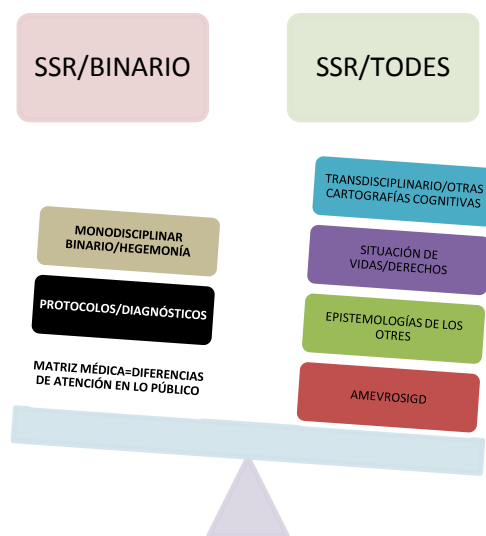 SSR/BINARIO
SSR/TODES
MONODISCIPLINAR
BINARIO/HEGEMONÍA
PROTOCOLOS/DIAGNÓSTICOS
MATRIZ MÉDICA=DIFERENCIAS
DE ATENCIÓN EN LO PÚBLICO
TRANSDISCIPLINARIO/OTRAS
CARTOGRAFÍAS COGNITIVAS
SITUACIÓN DE
VIDAS/DERECHOS
EPISTEMOLOGÍAS DE LOS
OTRES
AMEVROSIGD